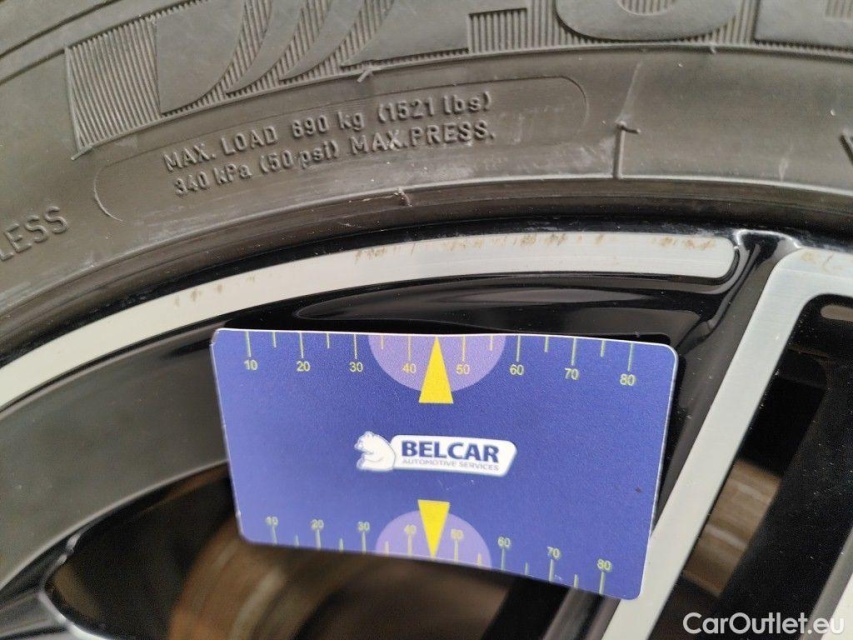 MAX. LOAD 690 kg (1521 lbs)
340 kPa (50 psi) MAX.PRESS.
LESS
10 20 30 40 50 60 70 80
BELCAR
AUTOMOTIVE SERVICES
10 20 30 40 50 60 70 80
CarOutlet.eu